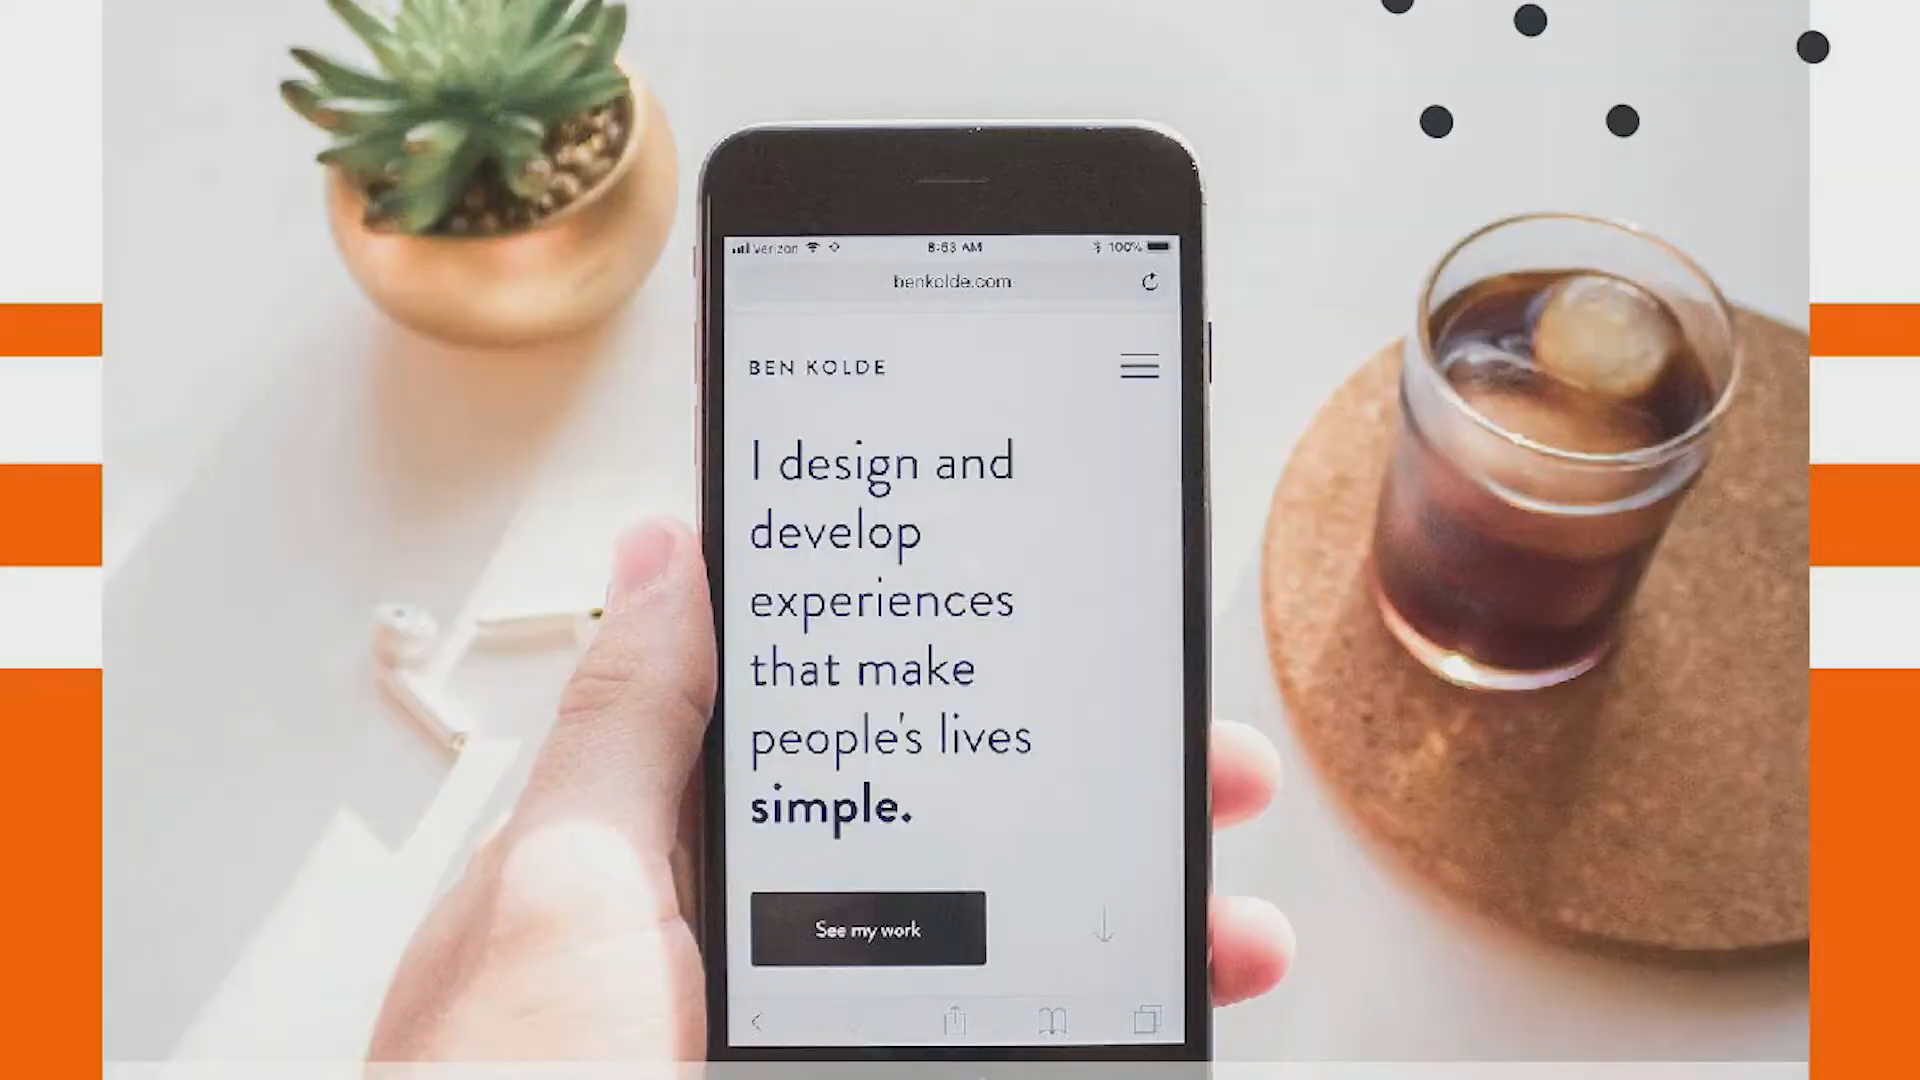 verizon 8:53 AM 100%
benkolde.com
BEN KOLDE
I design and
develop
experiences
that make
people's lives
simple.
See my work